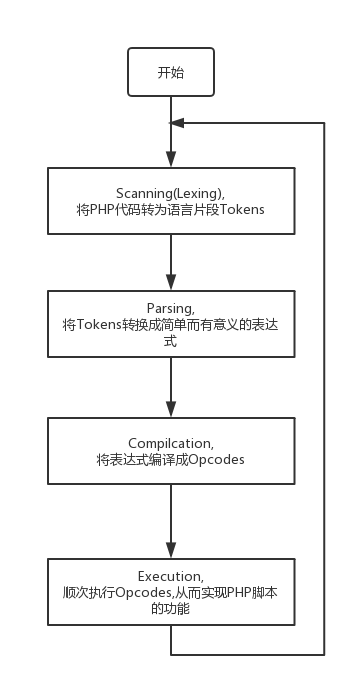 开始
Scanning(Lexing),
将PHP代码转为语言片段Tokens
Parsing,
将Tokens转换成简单而有意义的表达
式
Compilcation,
将表达式编译成Opcodes
Execution,
顺次执行Opcodes,从而实现PHP脚本
的功能